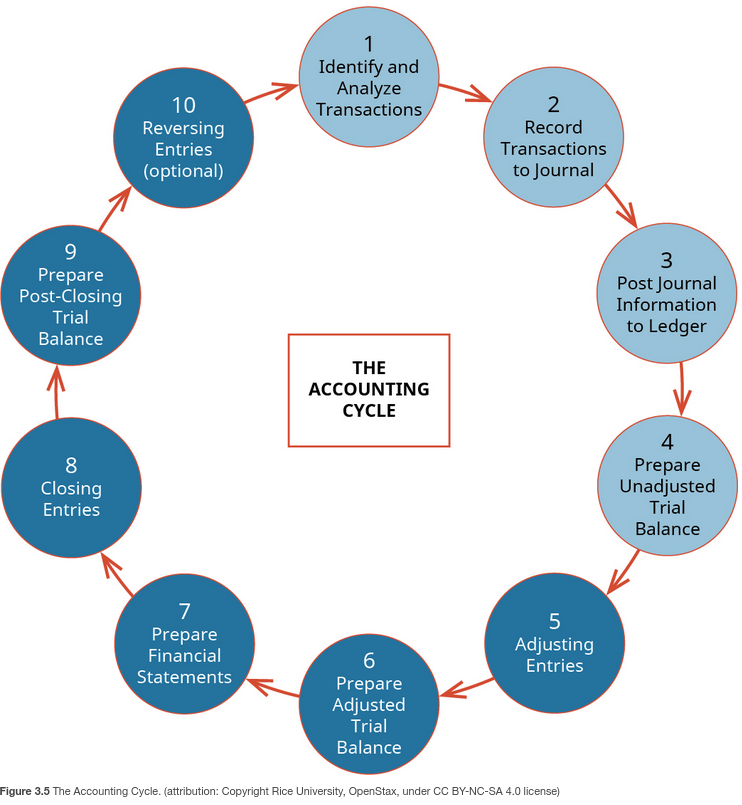 1
Identify and
Analyze
Transactions
2
Record
Transactions
to Journal
3
Post Journal
Information
to Ledger
4
Prepare
Unadjusted
Trial
Balance
5
Adjusting
Entries
6
Prepare
Adjusted
Trial
Balance
7
Prepare
Financial
Statements
8
Closing
Entries
9
Prepare
Post-Closing
Trial
Balance
10
Reversing
Entries
(optional)
THE
ACCOUNTING
CYCLE
Figure 3.5 The Accounting Cycle. (attribution: Copyright Rice University, OpenStax, under CC BY-NC-SA 4.0 license)